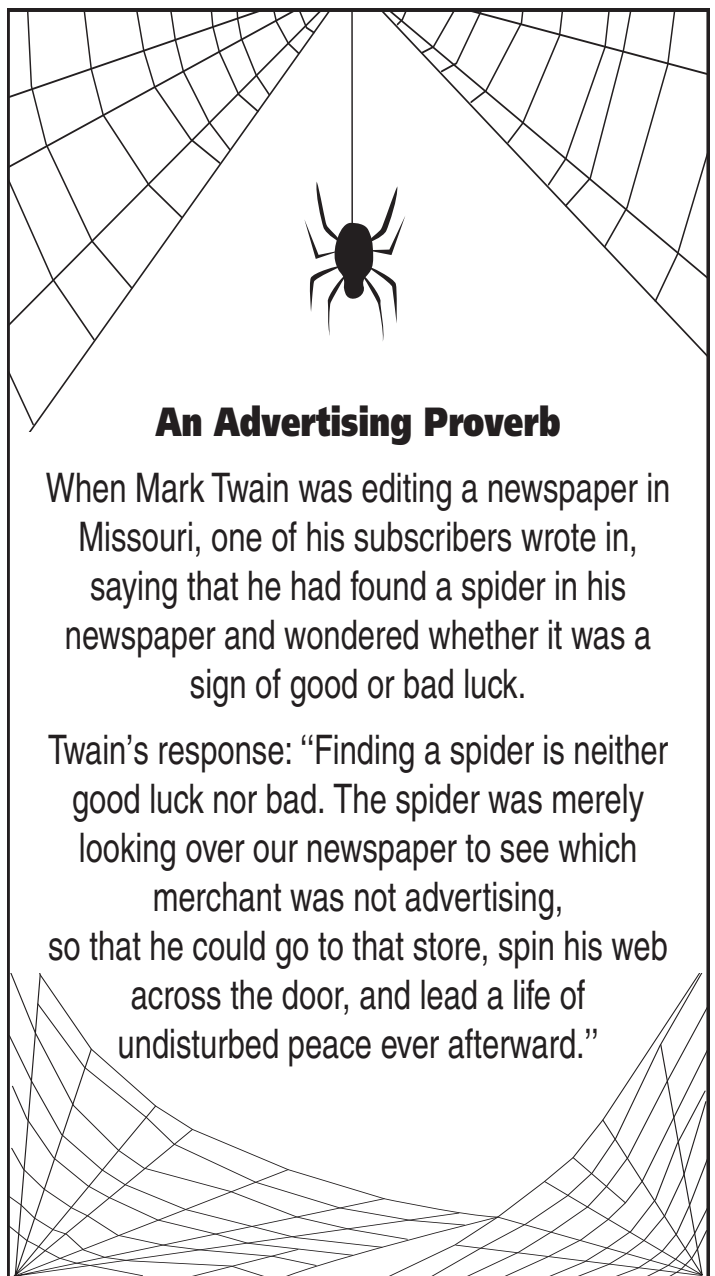 An Advertising Proverb
When Mark Twain was editing a newspaper in
Missouri, one of his subscribers wrote in,
saying that he had found a spider in his
newspaper and wondered whether it was a
sign of good or bad luck.
Twain’s response: “Finding a spider is neither
good luck nor bad. The spider was merely
looking over our newspaper to see which
merchant was not advertising,
so that he could go to that store, spin his web
across the door, and lead a life of
undisturbed peace ever afterward.”